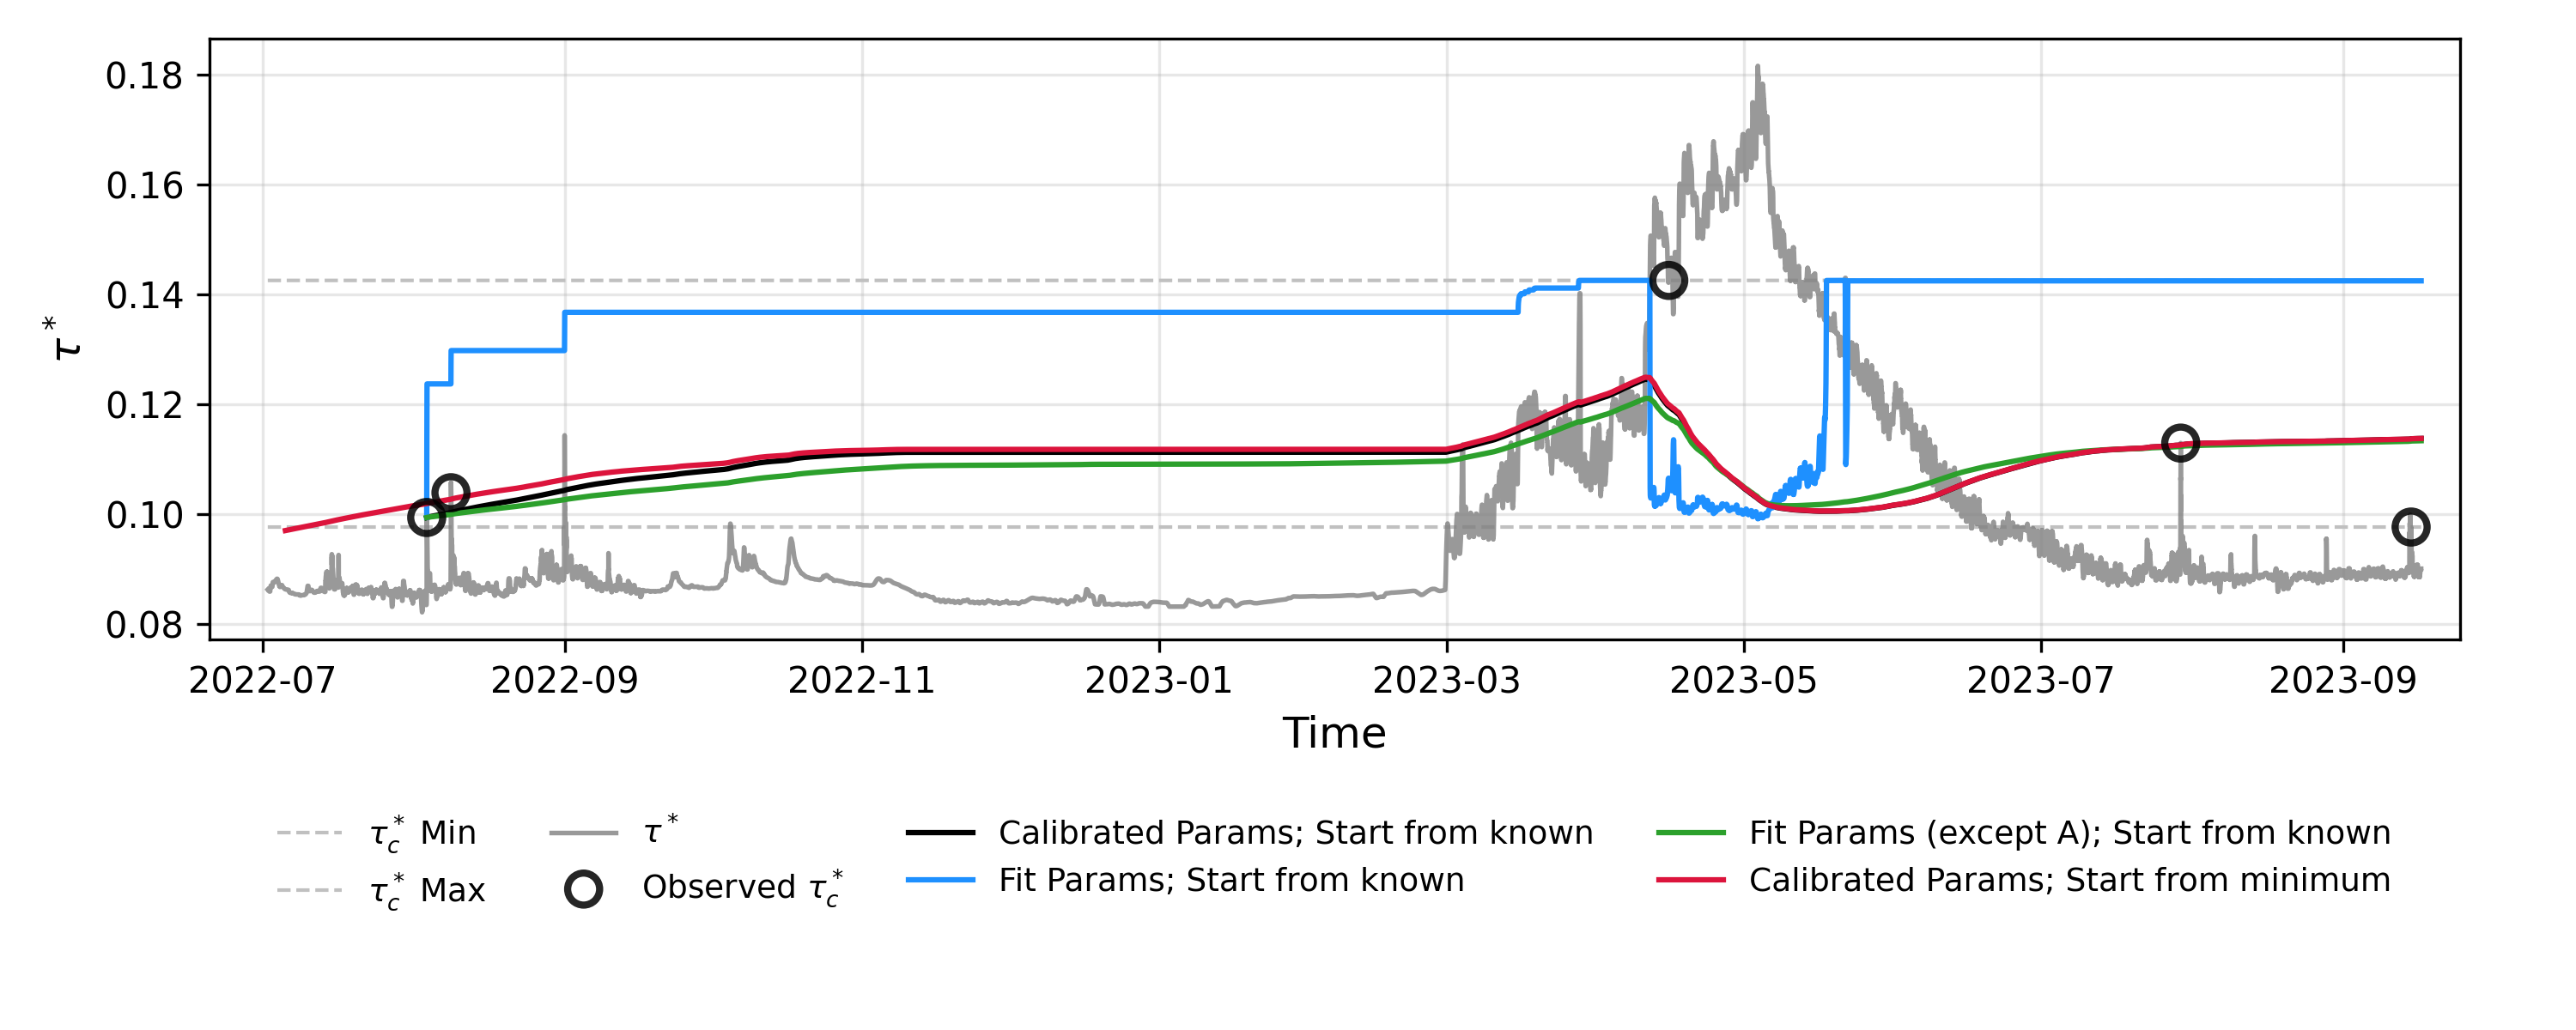 0.18
0.16
0.14
0.12
0.10
0.08
τ*
2022-07 2022-09 2022-11 2023-01 2023-03 2023-05 2023-07 2023-09
Time
τc* Min
τc* Max
τ*
Observed τc*
Calibrated Params; Start from known
Fit Params; Start from known
Fit Params (except A); Start from known
Calibrated Params; Start from minimum